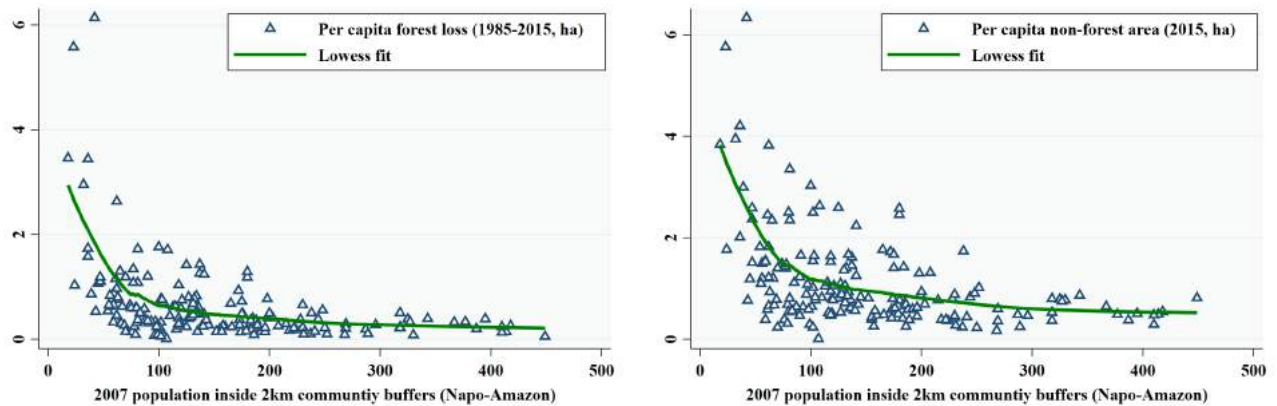 Per capita forest loss (1985-2015, ha)
Lowess fit
6
4
2
0
0 100 200 300 400 500
2007 population inside 2km communtiy buffers (Napo-Amazon)
Per capita non-forest area (2015, ha)
Lowess fit
6
4
2
0
0 100 200 300 400 500
2007 population inside 2km communtiy buffers (Napo-Amazon)